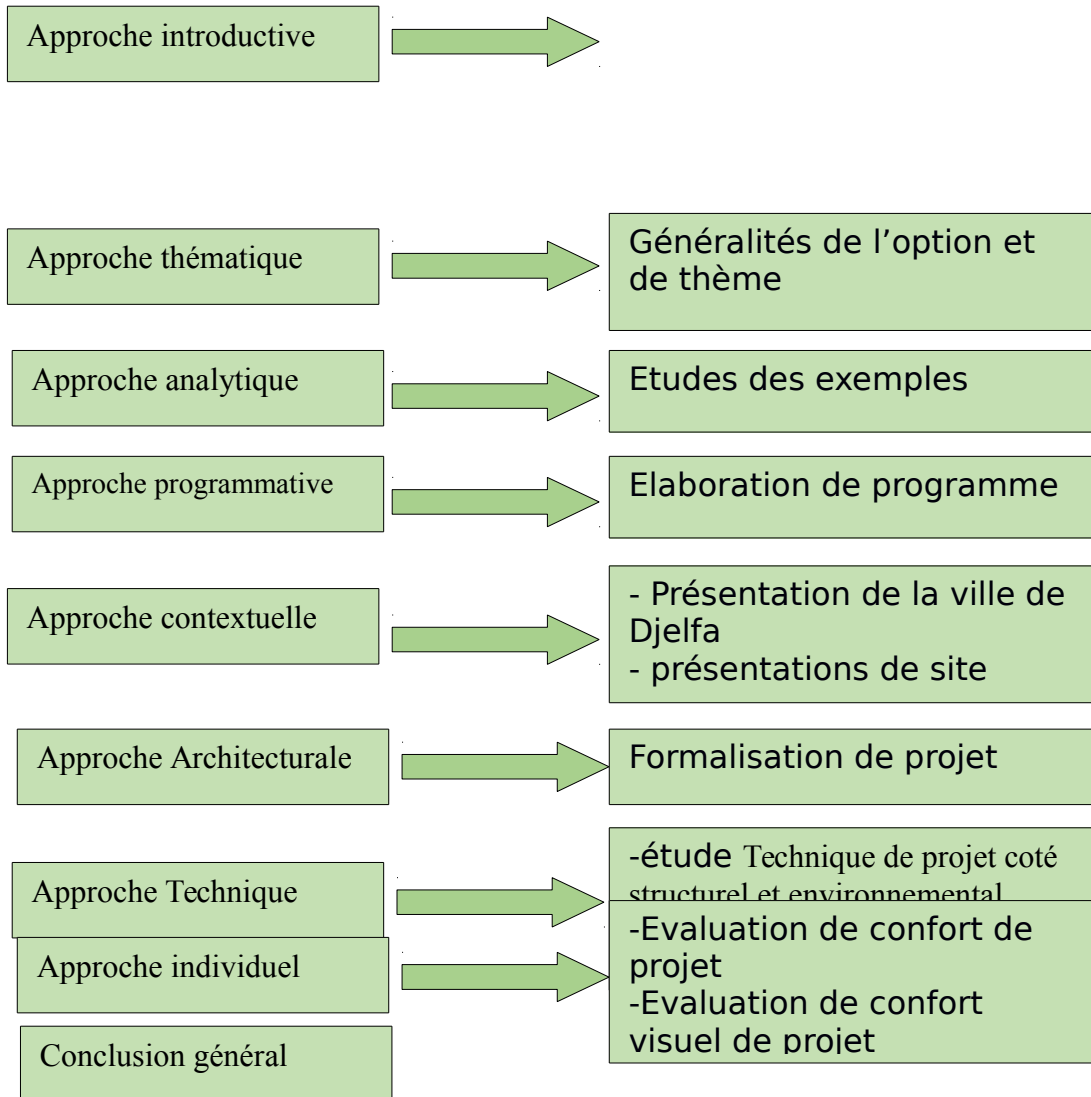 Approche introductive
Approche thématique
Généralités de l’option et
de thème
Approche analytique
Etudes des exemples
Approche programmative
Elaboration de programme
Approche contextuelle
- Présentation de la ville de
Djelfa
- présentations de site
Approche Architecturale
Formalisation de projet
Approche Technique
-étude Technique de projet coté
structurel et environnemental
Approche individuel
-Evaluation de confort de
projet
-Evaluation de confort
visuel de projet
Conclusion général